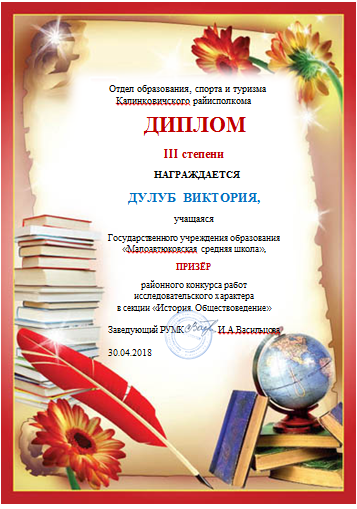 Отдел образования, спорта и туризма
Калинковичского райисполкома
ДИПЛОМ
III степени
НАГРАЖДАЕТСЯ
ДУЛУБ ВИКТОРИЯ,
учащаяся
Государственного учреждения образования
«Малоавтюковская средняя школа»,
ПРИЗЁР
районного конкурса работ
исследовательского характера
в секции «История. Обществоведение»
Заведующий РУМК И.А.Васильцова
30.04.2018